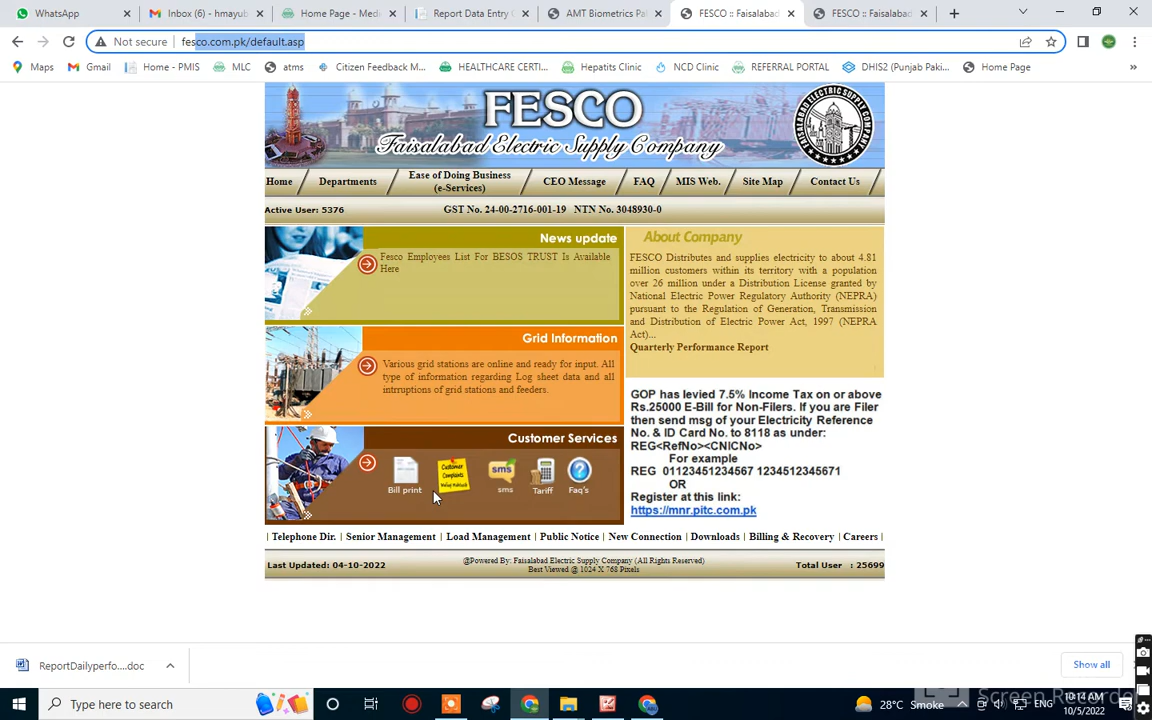 WhatsApp
Inbox (6) - hmayub
Home Page - Medi
Report Data Entry
AMT Biometrics Pa
FESCO :: Faisalabad
FESCO :: Faisalabad
Not secure
fesco.com.pk/default.asp
Maps
Gmail
Home - PMIS
MLC
atms
Citizen Feedback M...
HEALTHCARE CERTI...
Hepatits Clinic
NCD Clinic
REFERRAL PORTAL
DHIS2 (Punjab Paki...
Home Page
FESCO
Faisalabad Electric Supply Company
Home
Departments
Ease of Doing Business
(e-Services)
CEO Message
FAQ
MIS Web.
Site Map
Contact Us
Active User: 5376
GST No. 24-00-2716-001-19 NTN No. 3048930-0
News update
Fesco Employees List For BESOS TRUST Is Available
Here
Grid Information
Various grid stations are online and ready for input. All
type of information regarding Log sheet data and all
intrruptions of grid stations and feeders.
Customer Services
Customer
Complaints
Bill print
sms
sms
Tariff
Faq's
About Company
FESCO Distributes and supplies electricity to about 4.81
million customers within its territory with a population
over 26 million under a Distribution License granted by
National Electric Power Regulatory Authority (NEPRA)
pursuant to the Regulation of Generation, Transmission
and Distribution of Electric Power Act, 1997 (NEPRA
Act)...
Quarterly Performance Report
GOP has levied 7.5% Income Tax on or above
Rs.25000 E-Bill for Non-Filers. If you are Filer
then send msg of your Electricity Reference
No. & ID Card No. to 8118 as under:
REG<RefNo><CNICNo>
For example
REG 01123451234567 1234512345671
OR
Register at this link:
https://mnr.pitc.com.pk
| Telephone Dir. | Senior Management | Load Management | Public Notice | New Connection | Downloads | Billing & Recovery | Careers |
Last Updated: 04-10-2022
@Powered By: Faisalabad Electric Supply Company (All Rights Reserved)
Best Viewed @ 1024 X 768 Pixels
Total User : 25699
ReportDailyperfo....doc
Show all
Type here to search
28°C Smoke
ENG
10:14 AM
10/5/2022
Screen Recorder